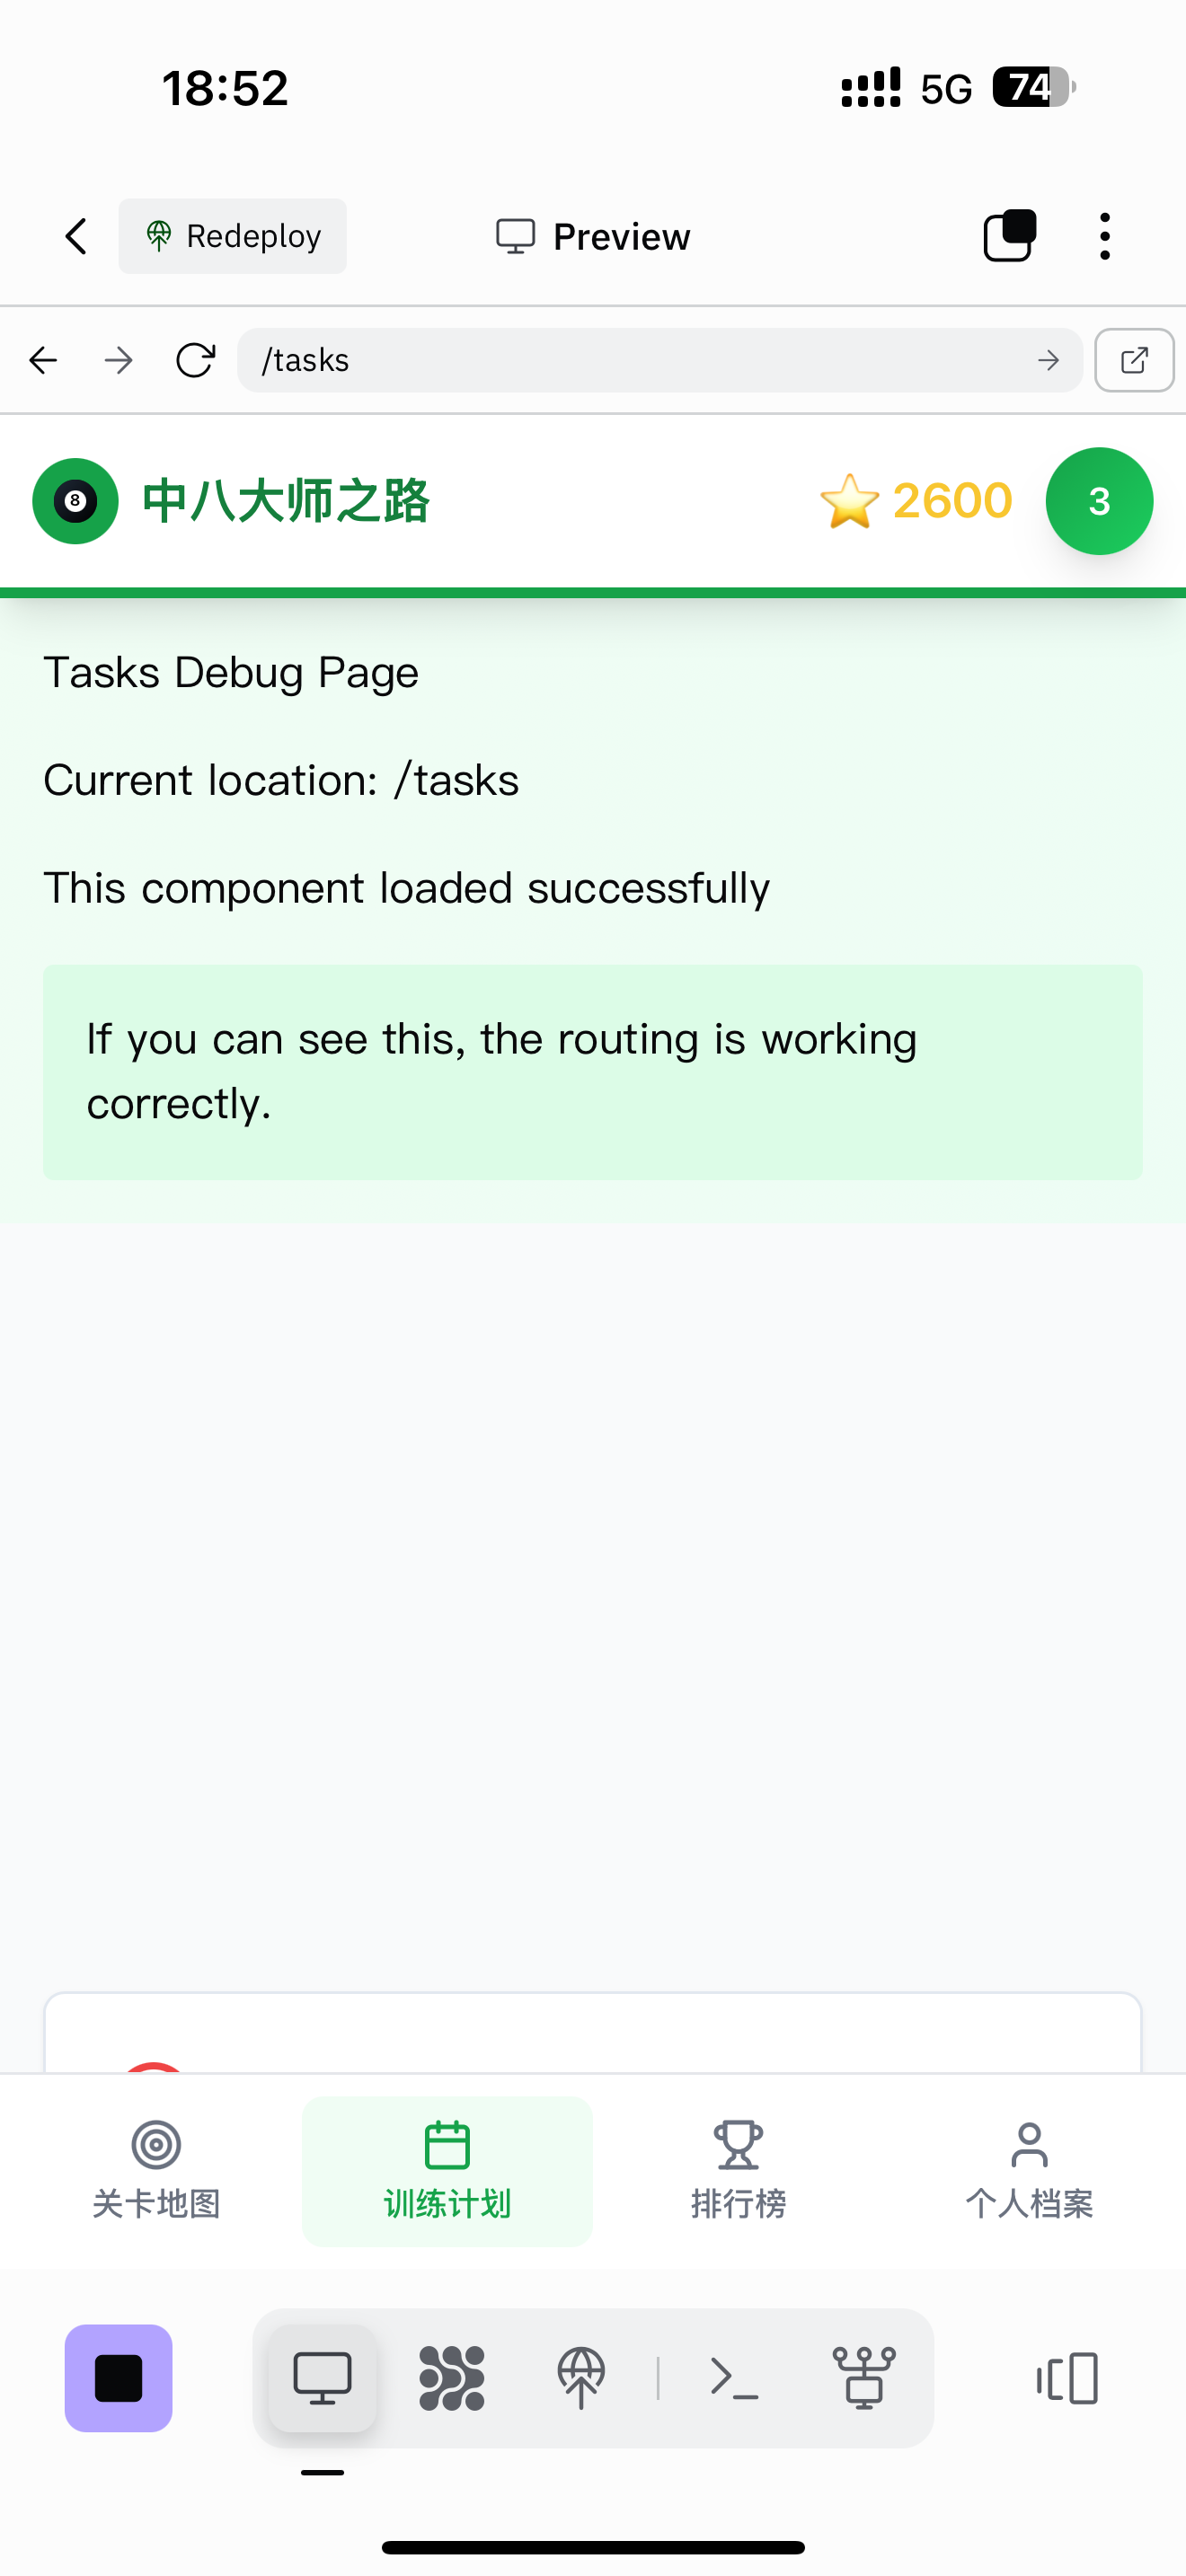 18:52
5G
74
Redeploy
Preview
/tasks
8
中八大师之路
2600
3
Tasks Debug Page
Current location: /tasks
This component loaded successfully
If you can see this, the routing is working
correctly.
关卡地图
训练计划
排行榜
个人档案